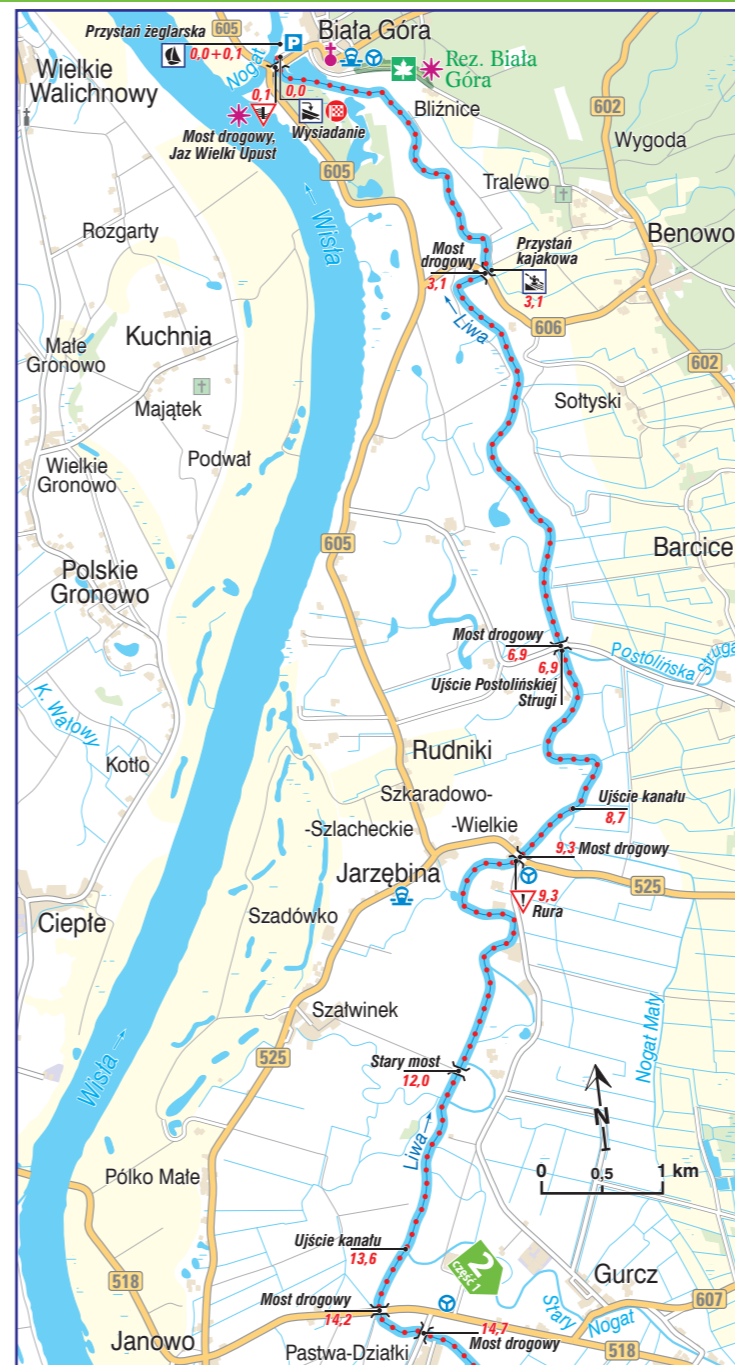 605
Przystań żeglarska
0,0+0,1
P
Biała Góra
Nogat
Rez. Biała
Góra
Wielkie
Walichnowy
0,1
0,0
Wysiadanie
Most drogowy,
Jaz Wielki Upust
Bliźnice
602
Wygoda
605
Tralewo
Wisła
Rozgarty
Benowo
Most
drogowy
3,1
Przystań
kajakowa
3,1
Liwa
606
Kuchnia
Małe
Gronowo
602
Majątek
Sołtyski
Podwał
Wielkie
Gronowo
605
Barcice
Polskie
Gronowo
Most drogowy
6,9
6,9
Ujście Postolińskiej
Strugi
Postolińska Struga
K. Wałowy
Kotło
Rudniki
Szkaradowo-
-Szlacheckie
-Wielkie
Ujście kanału
8,7
9,3 Most drogowy
Jarzębina
525
9,3
Rura
Ciepłe
Szadówko
Szałwinek
Nogat Mały
525
Stary most
12,0
Wisła
N
Liwa
0
0,5
1 km
Pólko Małe
Ujście kanału
13,6
2
część 1
Gurcz
518
Most drogowy
14,2
Stary Nogat
607
14,7
Most drogowy
518
Janowo
Pastwa-Działki